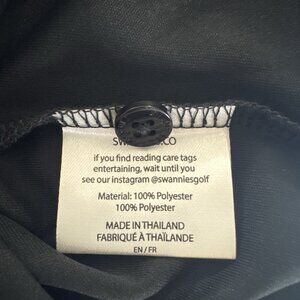 if you find reading care tags
entertaining, wait until you
see our instagram @swanniesgolf
Material: 100% Polyester
100% Polyester
MADE IN THAILAND
FABRIQUÉ À THAÏLANDE
EN / FR